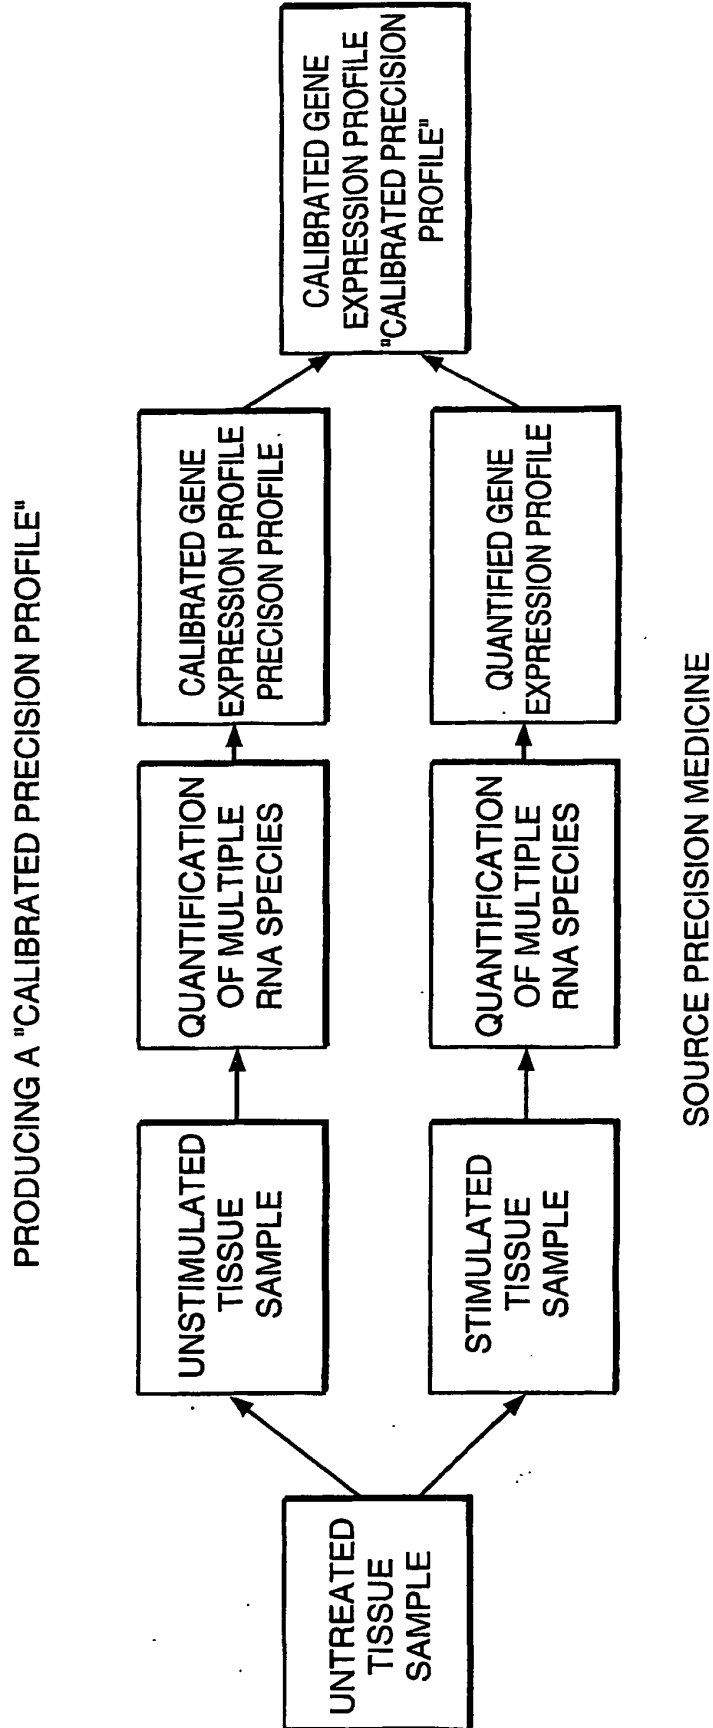 PRODUCING A "CALIBRATED PRECISION PROFILE"
UNTREATED
TISSUE
SAMPLE
UNSTIMULATED
TISSUE
SAMPLE
QUANTIFICATION
OF MULTIPLE
RNA SPECIES
CALIBRATED GENE
EXPRESSION PROFILE
PRECISON PROFILE
STIMULATED
TISSUE
SAMPLE
QUANTIFICATION
OF MULTIPLE
RNA SPECIES
QUANTIFIED GENE
EXPRESSION PROFILE
CALIBRATED GENE
EXPRESSION PROFILE
"CALIBRATED PRECISION
PROFILE"
SOURCE PRECISION MEDICINE